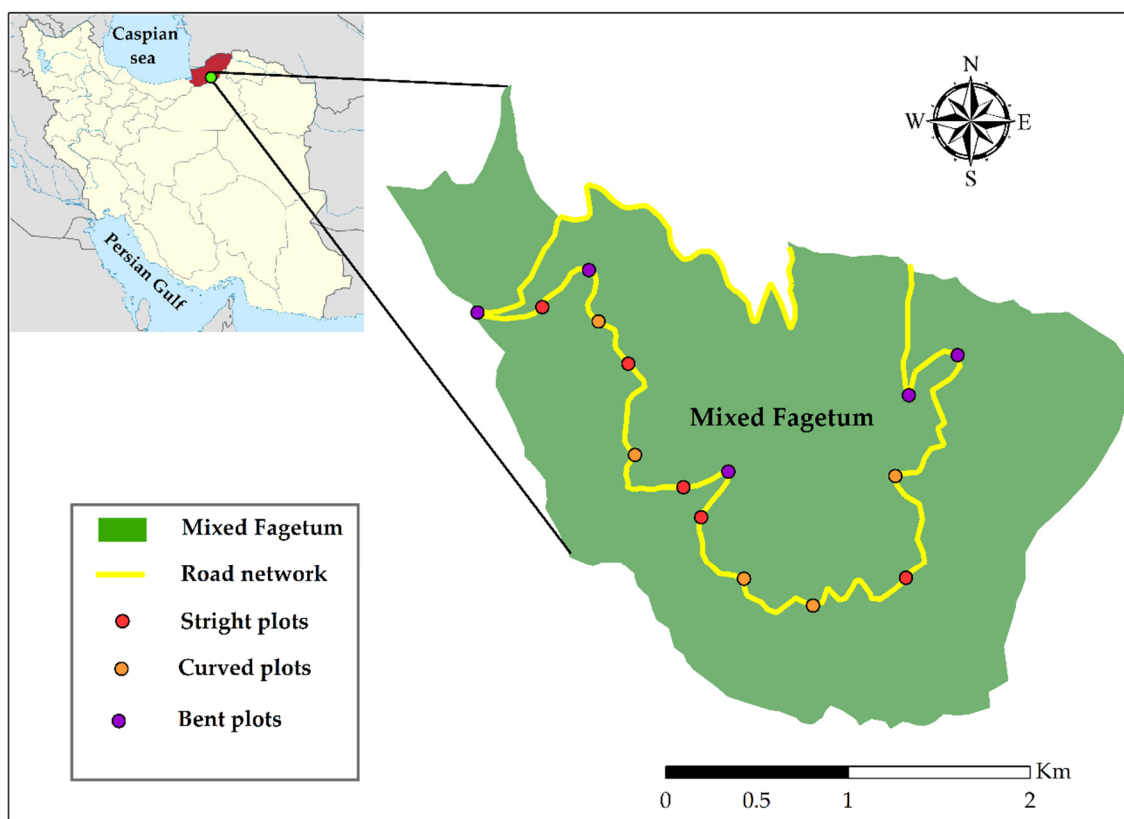 Caspian
sea
Persian Gulf
N
W E
S
Mixed Fagetum
Mixed Fagetum
Road network
Stright plots
Curved plots
Bent plots
Km
0 0.5 1 2